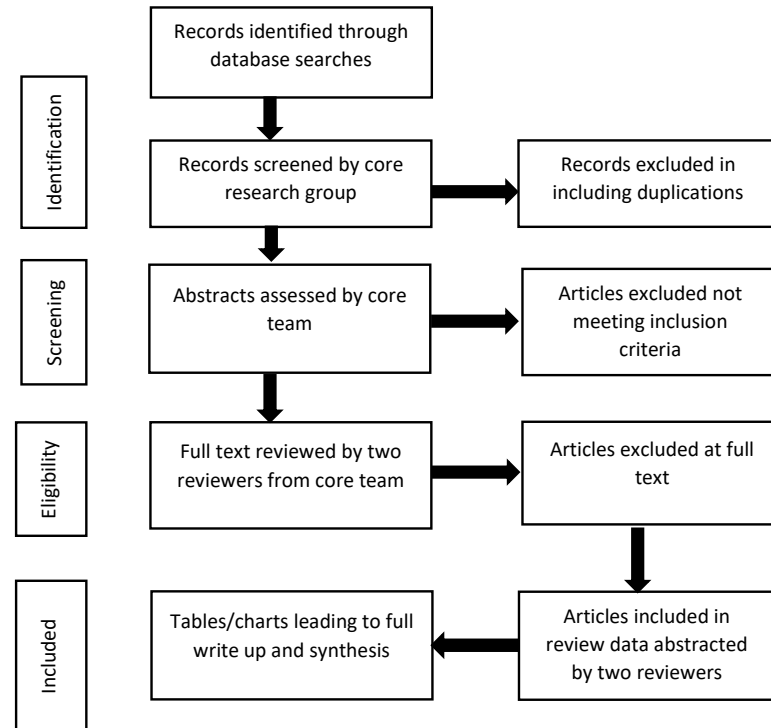 Records identified through
database searches
Identification
Records screened by core
research group
Records excluded in
including duplications
Screening
Abstracts assessed by core
team
Articles excluded not
meeting inclusion
criteria
Eligibility
Full text reviewed by two
reviewers from core team
Articles excluded at full
text
Included
Tables/charts leading to full
write up and synthesis
Articles included in
review data abstracted
by two reviewers